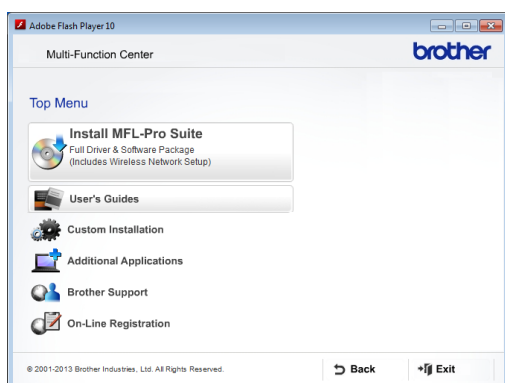 Adobe Flash Player 10
Multi-Function Center
brother
Top Menu
Install MFL-Pro Suite
Full Driver & Software Package
(Includes Wireless Network Setup)
User's Guides
Custom Installation
Additional Applications
Brother Support
On-Line Registration
© 2001-2013 Brother Industries, Ltd. All Rights Reserved.
Back
Exit